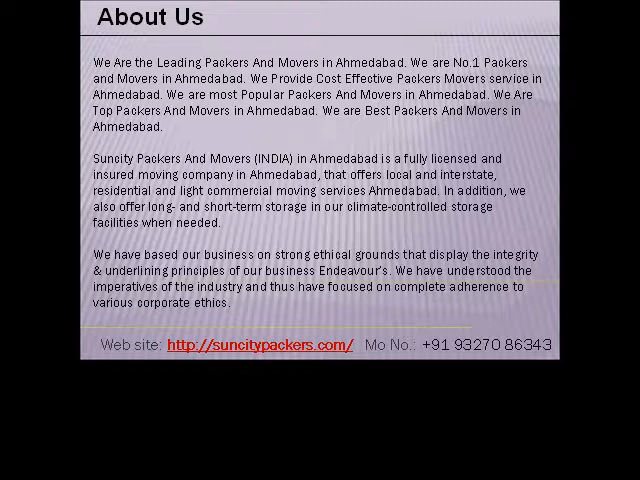 About Us
We Are the Leading Packers And Movers in Ahmedabad. We are No.1 Packers
and Movers in Ahmedabad. We Provide Cost Effective Packers Movers service in
Ahmedabad. We are most Popular Packers And Movers in Ahmedabad. We Are
Top Packers And Movers in Ahmedabad. We are Best Packers And Movers in
Ahmedabad.
Suncity Packers And Movers (INDIA) in Ahmedabad is a fully licensed and
insured moving company in Ahmedabad, that offers local and interstate,
residential and light commercial moving services Ahmedabad. In addition, we
also offer long- and short-term storage in our climate-controlled storage
facilities when needed.
We have based our business on strong ethical grounds that display the integrity
& underlining principles of our business Endeavour's. We have understood the
imperatives of the industry and thus have focused on complete adherence to
various corporate ethics.
Web site: http://suncitypackers.com/ Mo No.: +91 93270 86343